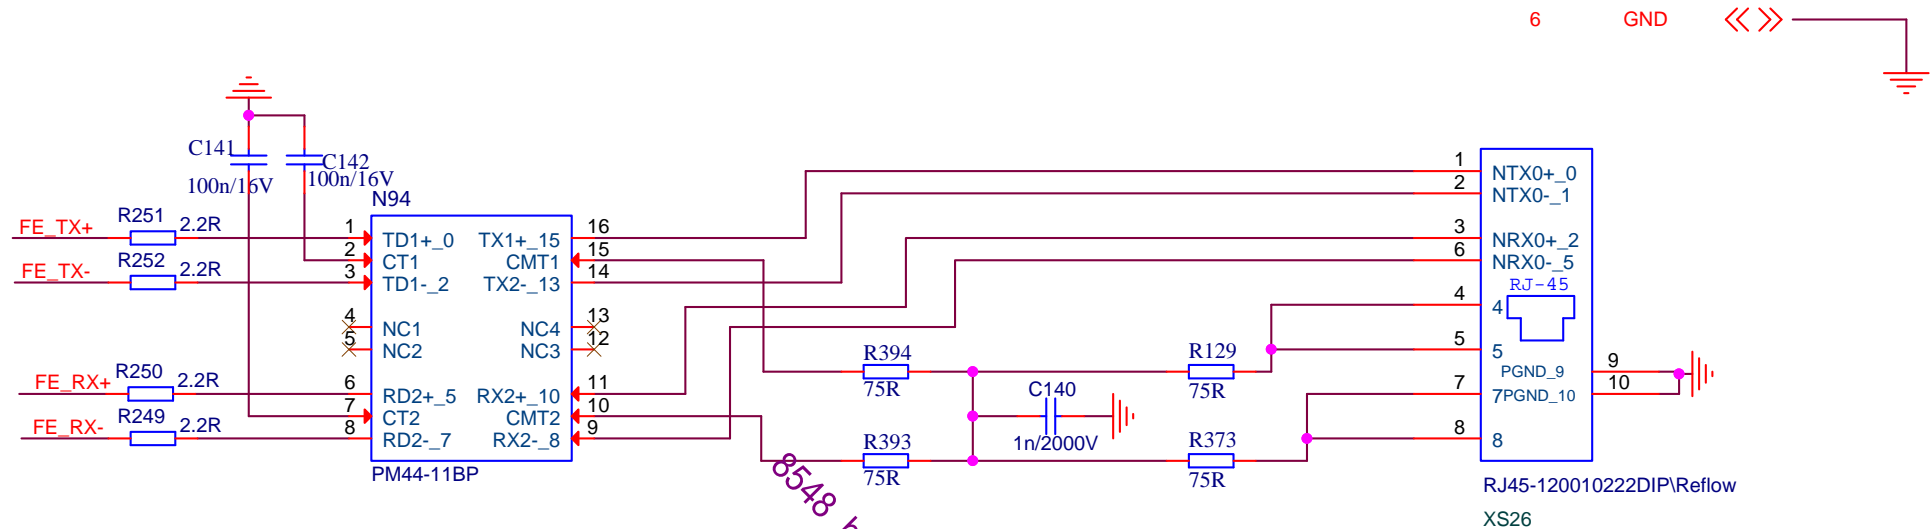 6 GND
C141
100n/16V
C142
100n/16V
N94
FE_TX+
R251
2.2R
FE_TX-
R252
2.2R
FE_RX+
R250
2.2R
FE_RX-
R249
2.2R
1 TD1+_0 TX1+_15 16
2 CT1 CMT1 15
3 TD1-_2 TX2-_13 14
4 NC1 NC4 13
5 NC2 NC3 12
6 RD2+_5 RX2+_10 11
7 CT2 CMT2 10
8 RD2-_7 RX2-_8 9
PM44-11BP
R394
75R
R129
75R
C140
1n/2000V
R393
75R
R373
75R
8548
1 NTX0+_0
2 NTX0-_1
3 NRX0+_2
6 NRX0-_5
RJ-45
4 4
5 5
PGND_9 9
7 7 PGND_10 10
8 8
RJ45-120010222DIP\Reflow
XS26